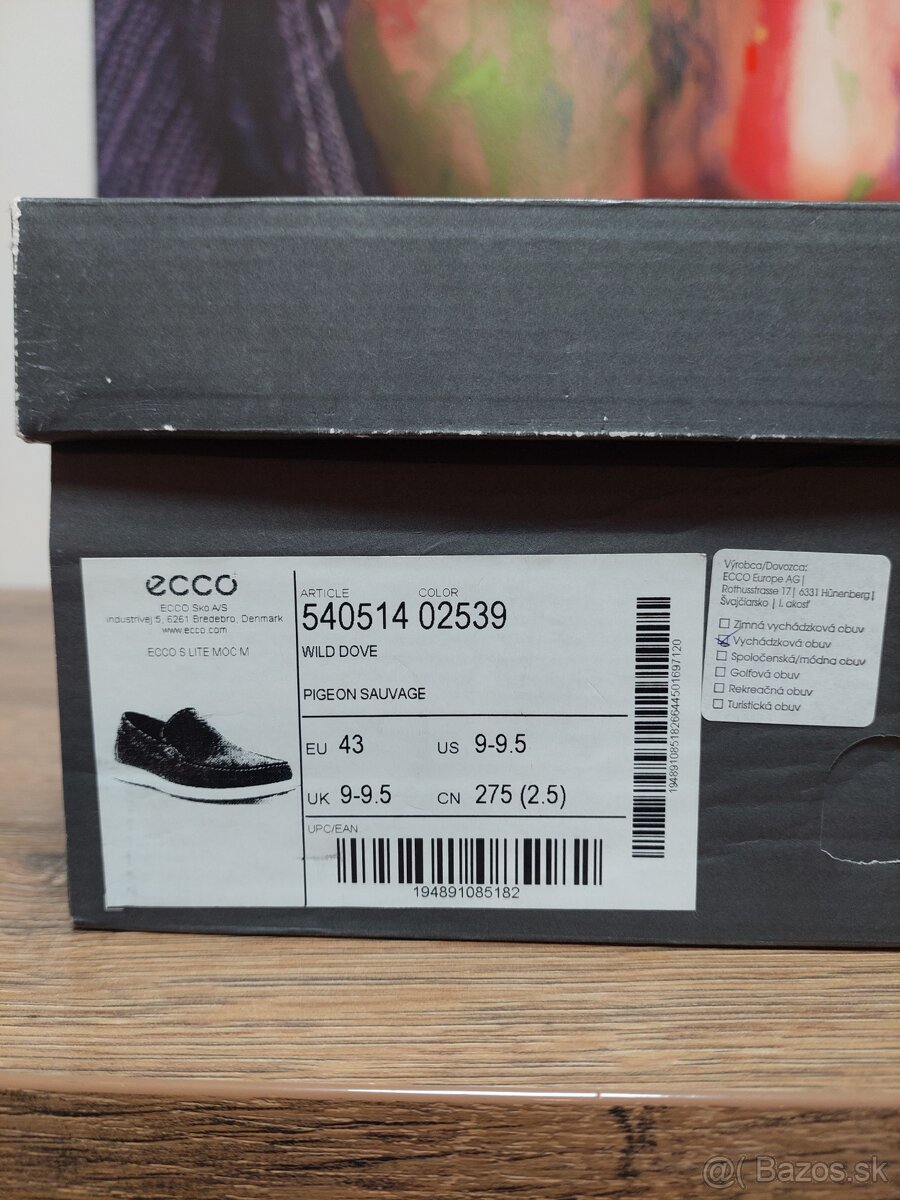 ecco
ECCO Sko A/S
Industrivej 5, 6261 Bredebro, Denmark
www.ecco.com
ECCO S LITE MOC M
ARTICLE COLOR
540514 02539
WILD DOVE
PIGEON SAUVAGE
EU 43 US 9-9.5
UK 9-9.5 CN 275 (2.5)
UPC/EAN
194891085182
1948910851826644501697120
Výrobca/Dovozca:
ECCO Europe AG |
Rothusstrasse 17 | 6331 Hünenberg |
Švajčiarsko | I. akosť
Zimná vychádzková obuv
Vychádzková obuv
Spoločenská/módna obuv
Golfová obuv
Rekreačná obuv
Turistická obuv
@( Bazos.sk